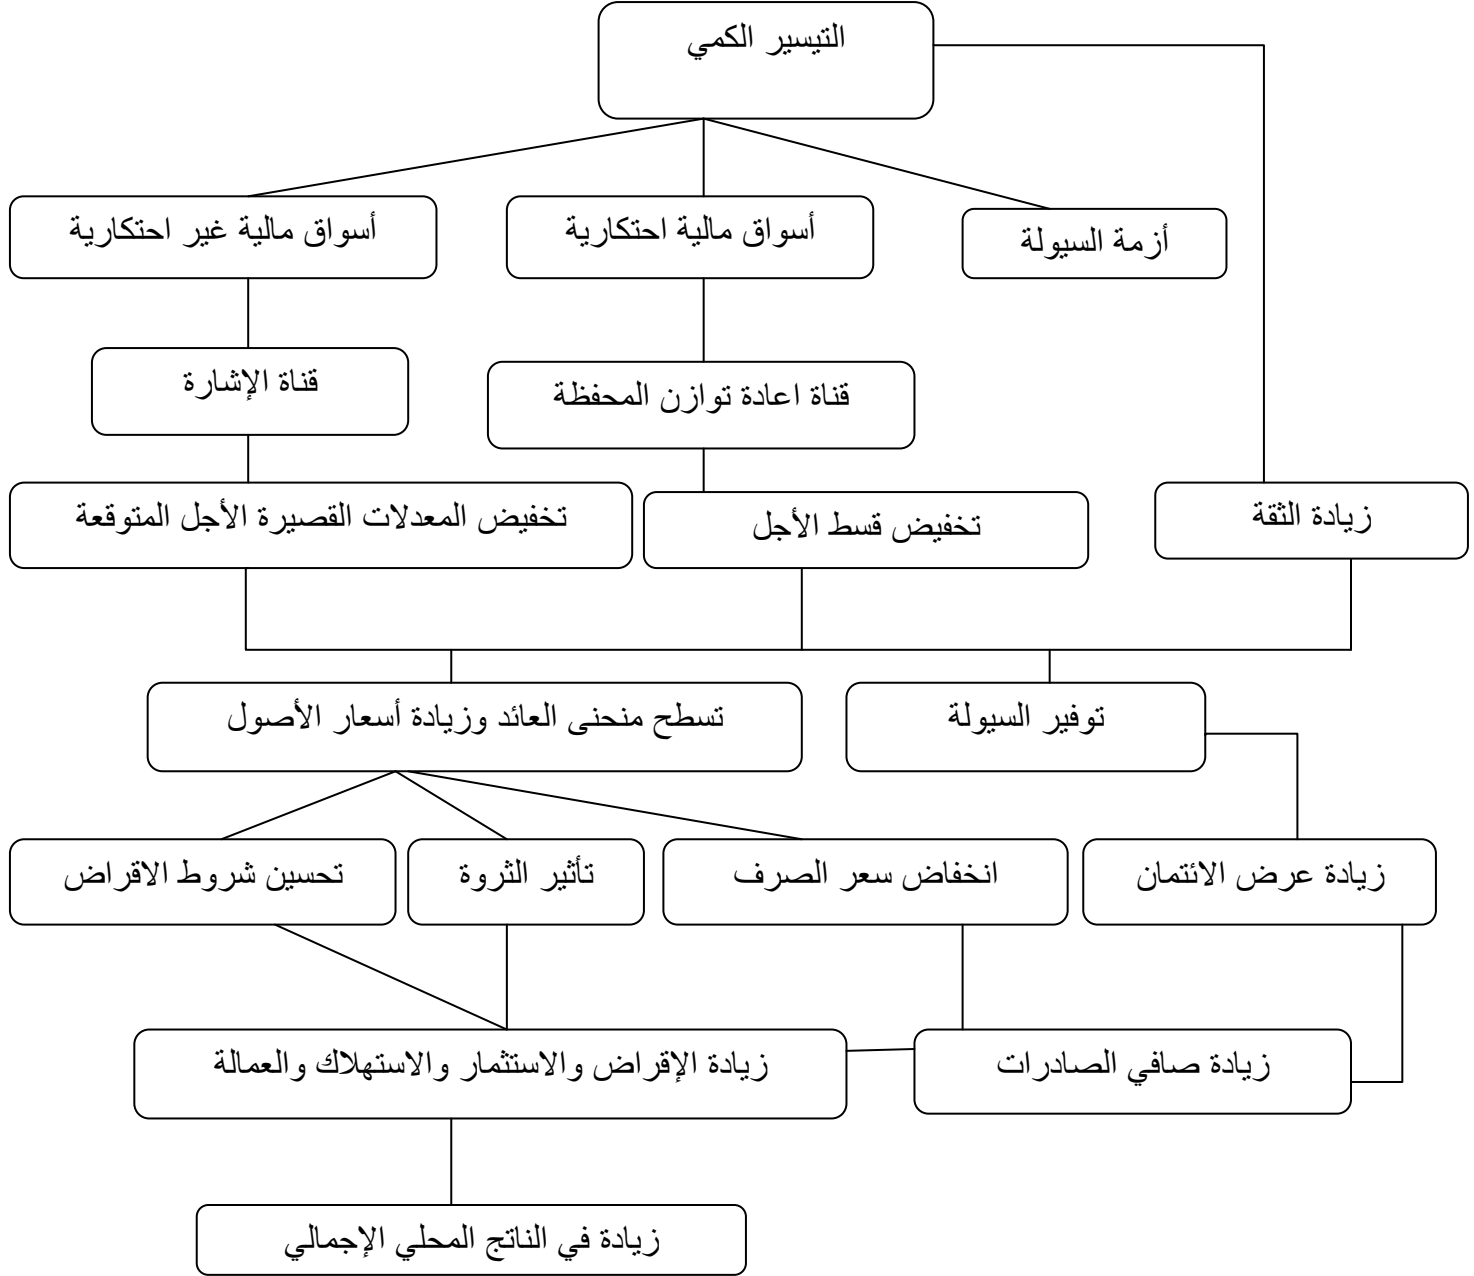 التيسير الكمي
أزمة السيولة
أسواق مالية احتكارية
أسواق مالية غير احتكارية
قناة اعادة توازن المحفظة
قناة الإشارة
زيادة الثقة
تخفيض قسط الأجل
تخفيض المعدلات القصيرة الأجل المتوقعة
توفير السيولة
تسطح منحنى العائد وزيادة أسعار الأصول
زيادة عرض الائتمان
انخفاض سعر الصرف
تأثير الثروة
تحسين شروط الاقراض
زيادة صافي الصادرات
زيادة الإقراض والاستثمار والاستهلاك والعمالة
زيادة في الناتج المحلي الإجمالي